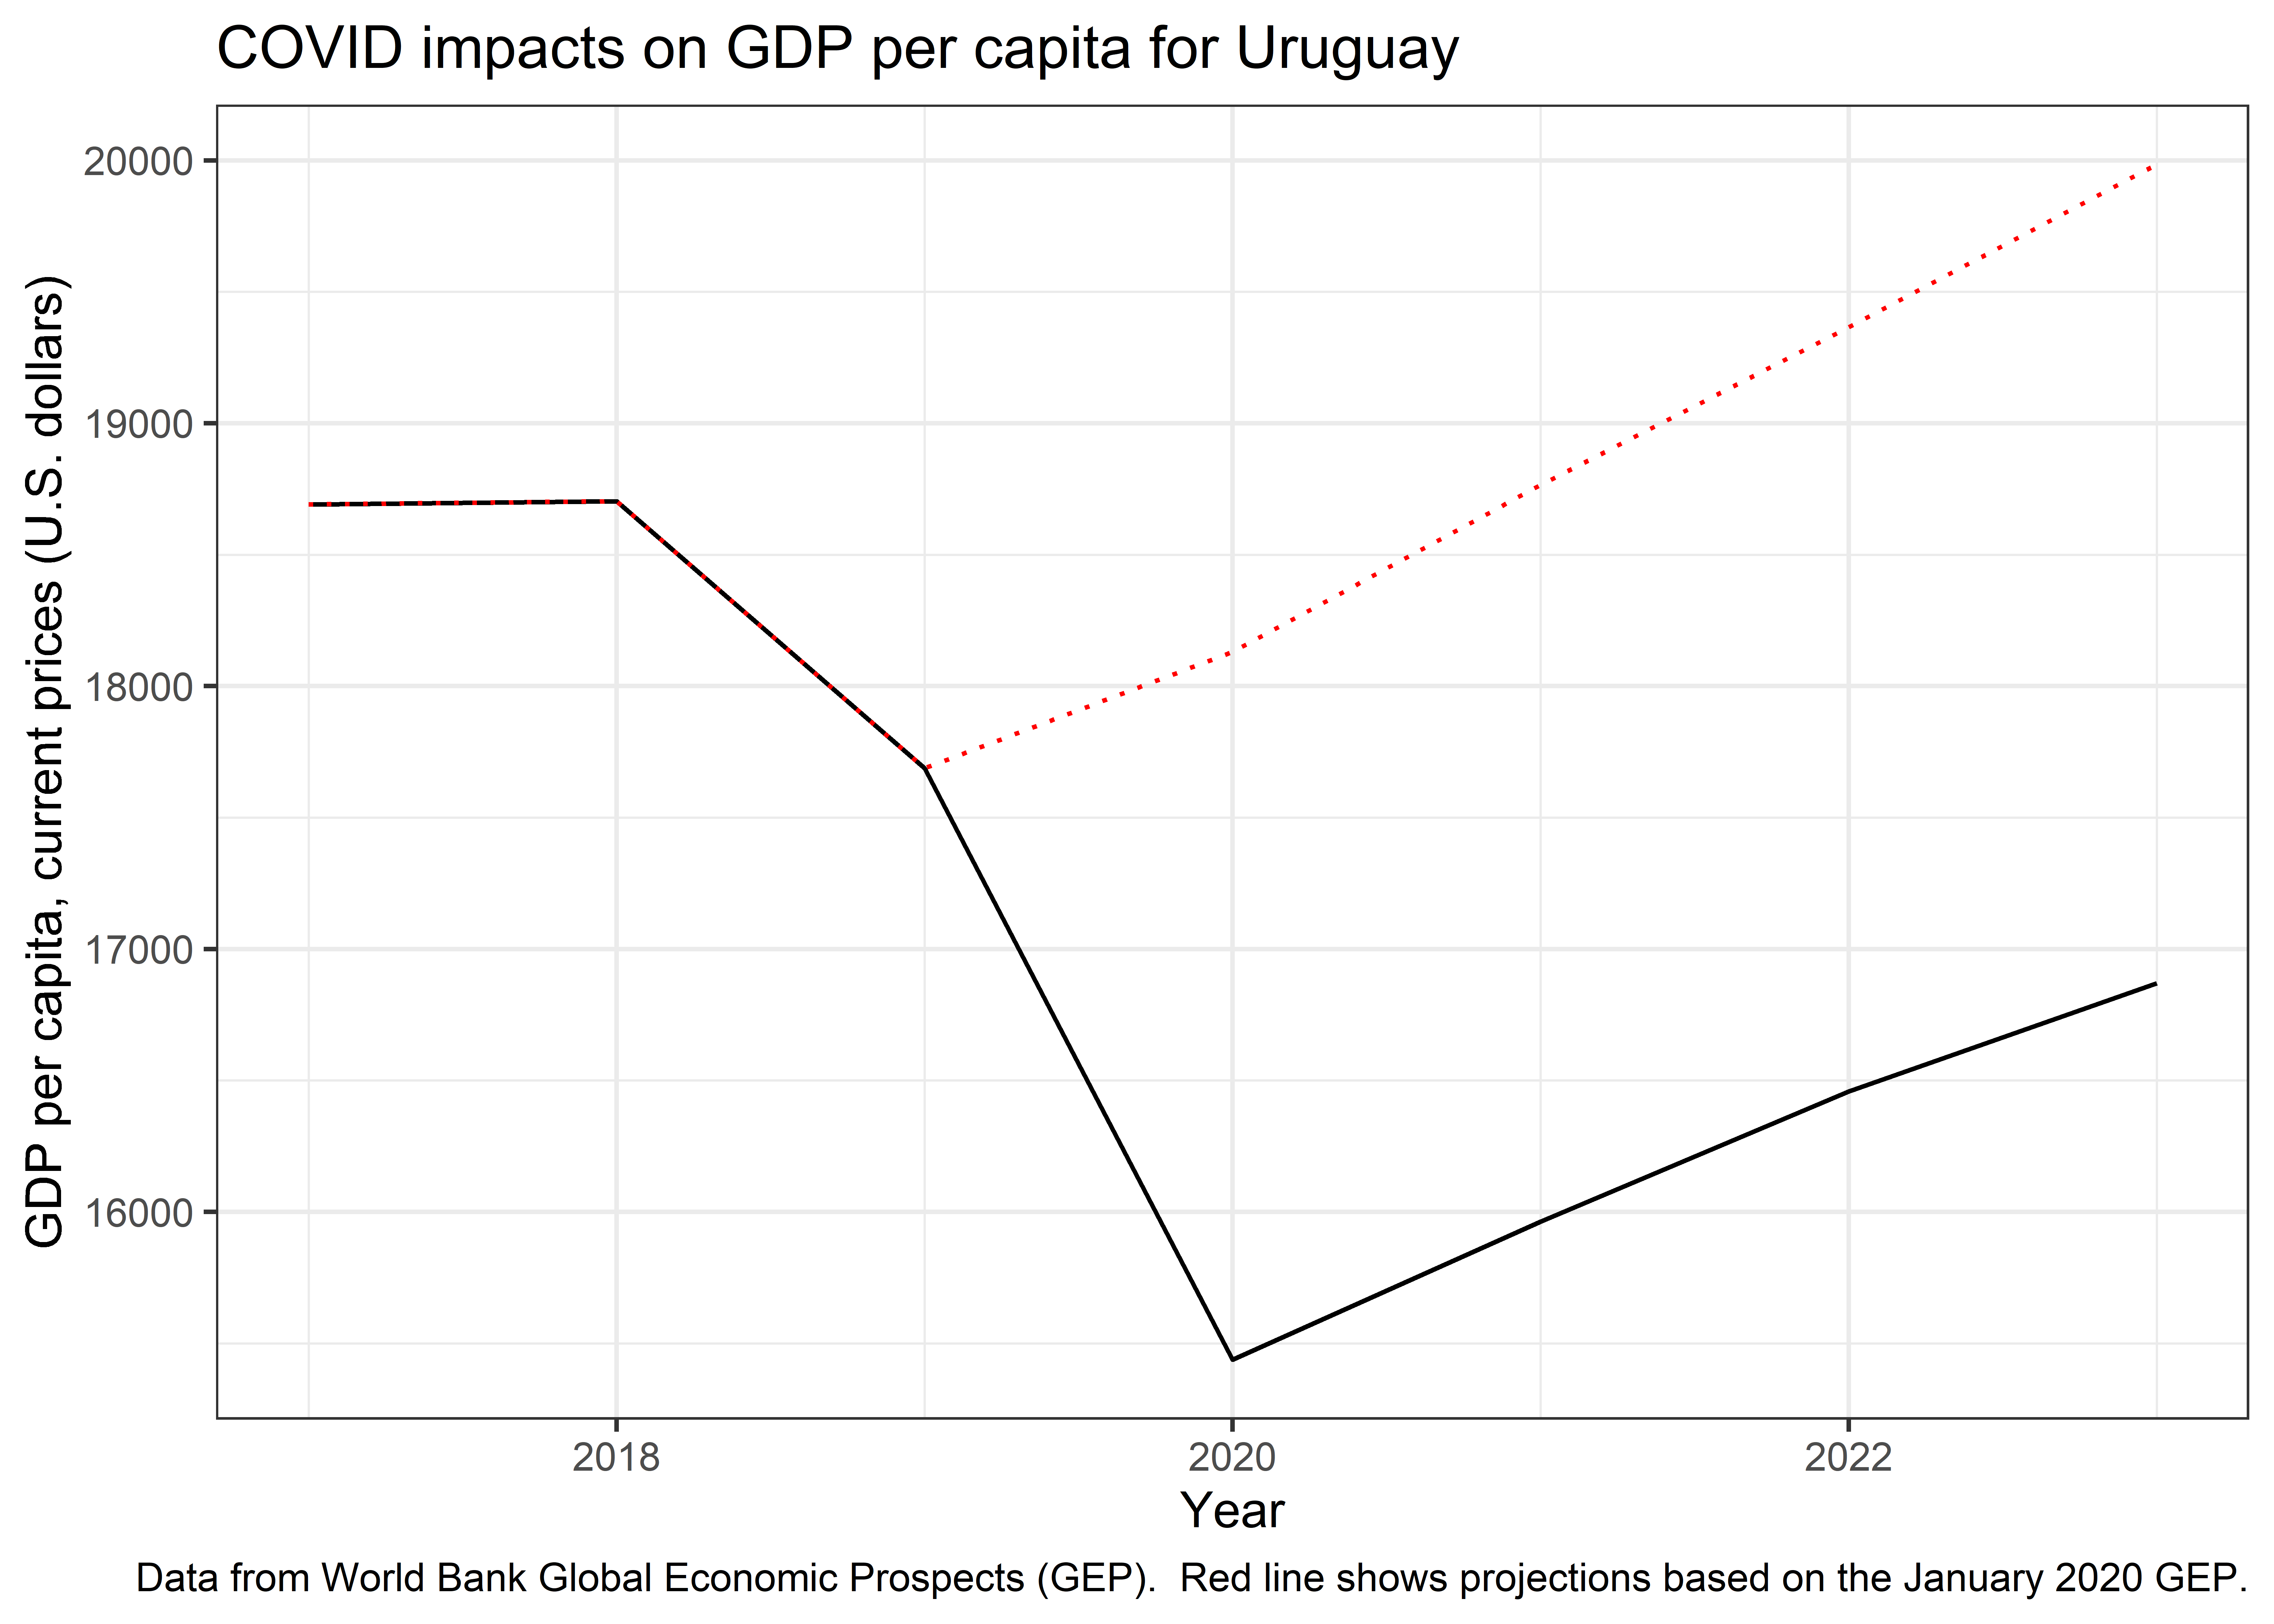 COVID impacts on GDP per capita for Uruguay
GDP per capita, current prices (U.S. dollars)
20000
19000
18000
17000
16000
2018
2020
2022
Year
Data from World Bank Global Economic Prospects (GEP).  Red line shows projections based on the January 2020 GEP.